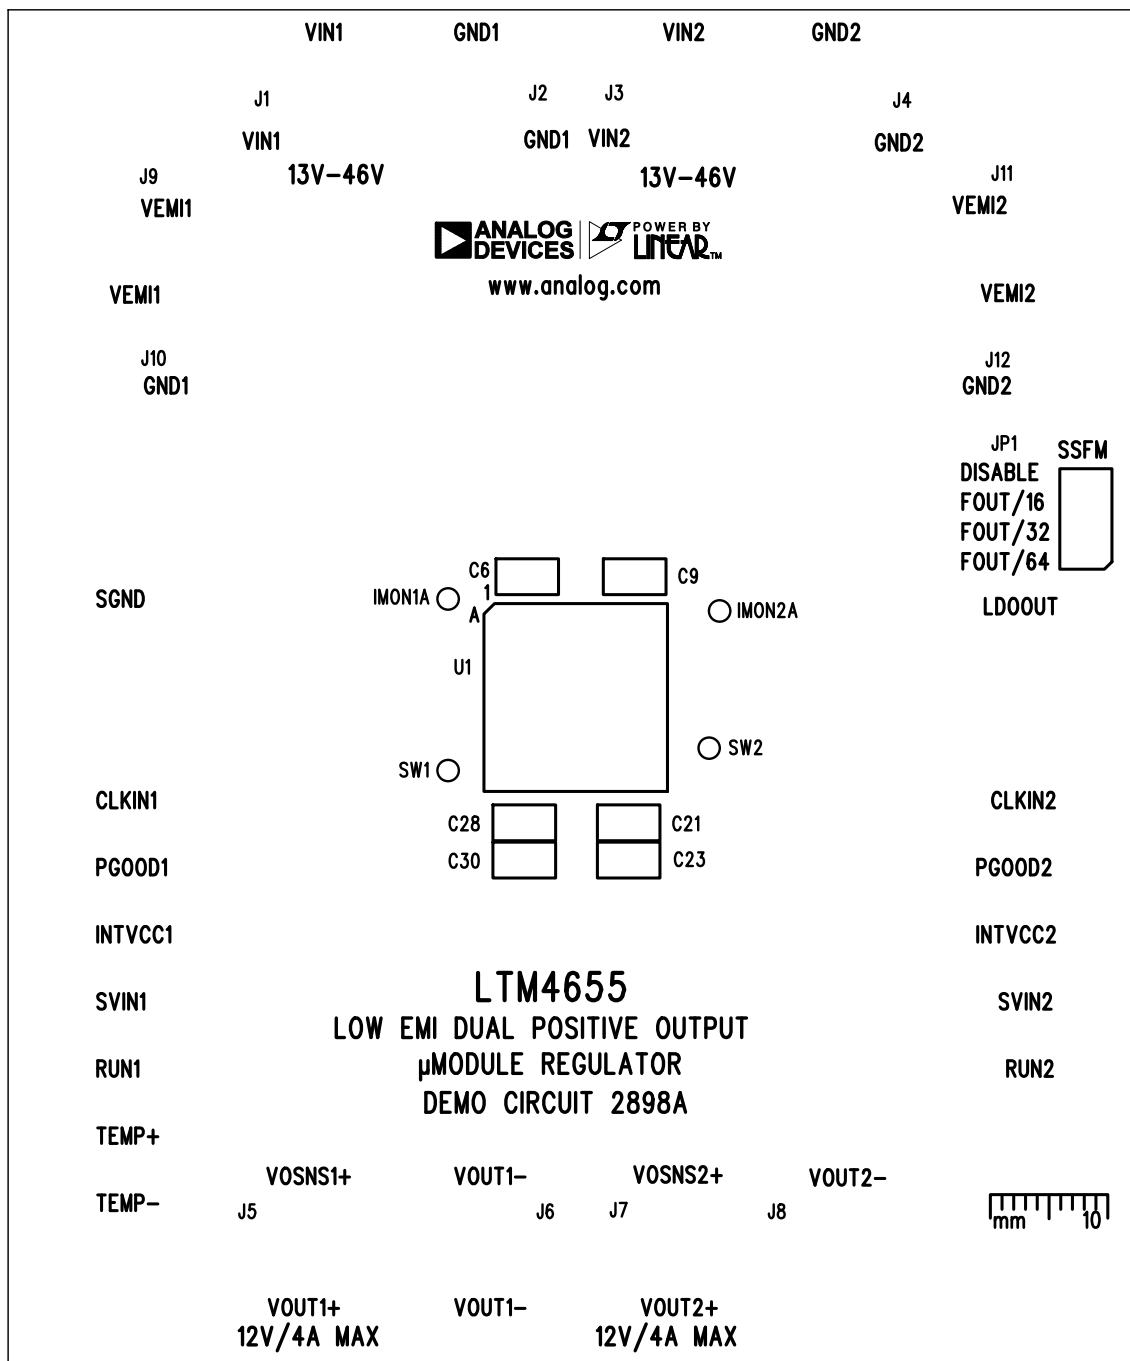 VIN1 GND1 VIN2 GND2
J1 J2 J3 J4
VIN1 GND1 VIN2 GND2
13V-46V 13V-46V
J9 J11
VEMI1 VEMI2
ANALOG DEVICES POWER BY LINEAR™
www.analog.com
VEMI1 VEMI2
J10 J12
GND1 GND2
JP1 SSFM
DISABLE
FOUT/16
FOUT/32
FOUT/64
C6 C9
SGND IMON1A 1 IMON2A LDOOUT
A
U1
SW1 SW2
CLKIN1 CLKIN2
C28 C21
C30 C23
PGOOD1 PGOOD2
INTVCC1 INTVCC2
LTM4655
SVIN1 SVIN2
LOW EMI DUAL POSITIVE OUTPUT
µMODULE REGULATOR
RUN1 RUN2
DEMO CIRCUIT 2898A
TEMP+
VOSNS1+ VOUT1- VOSNS2+ VOUT2-
TEMP-
J5 J6 J7 J8
mm 10
VOUT1+ VOUT1- VOUT2+
12V/4A MAX 12V/4A MAX